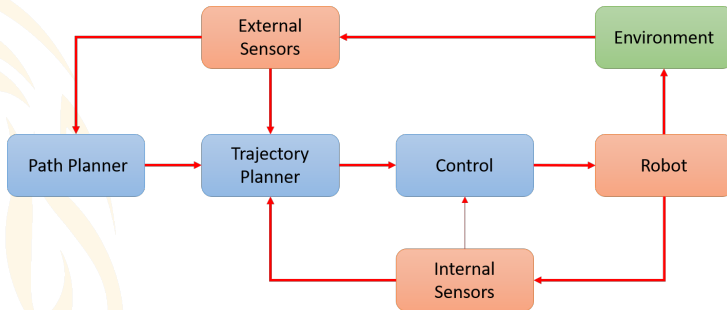 External
Sensors
Environment
Path Planner
Trajectory
Planner
Control
Robot
Internal
Sensors